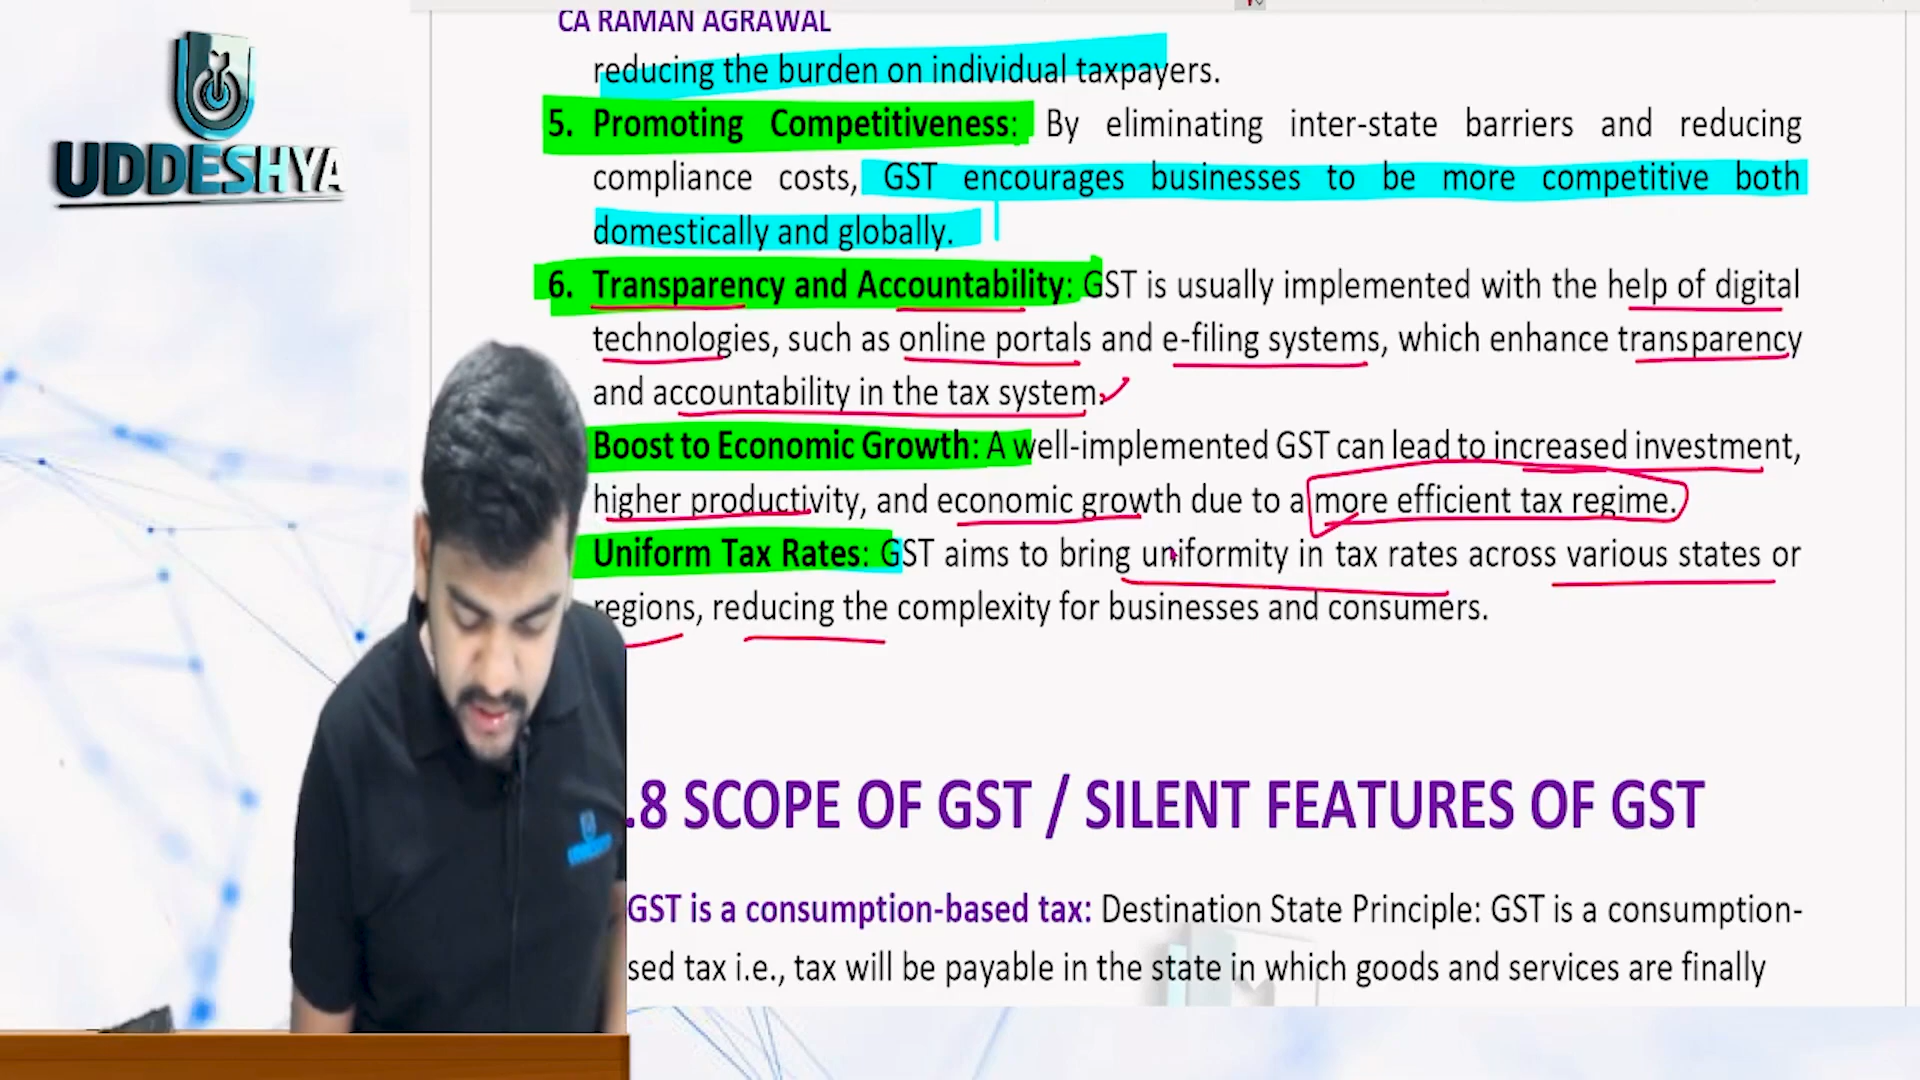 CA RAMAN AGRAWAL
UDDESHYA
reducing the burden on individual taxpayers.
5. Promoting Competitiveness: By eliminating inter-state barriers and reducing
compliance costs, GST encourages businesses to be more competitive both
domestically and globally.
6. Transparency and Accountability: GST is usually implemented with the help of digital
technologies, such as online portals and e-filing systems, which enhance transparency
and accountability in the tax system.
Boost to Economic Growth: A well-implemented GST can lead to increased investment,
higher productivity, and economic growth due to a more efficient tax regime.
Uniform Tax Rates: GST aims to bring uniformity in tax rates across various states or
regions, reducing the complexity for businesses and consumers.
.8 SCOPE OF GST / SILENT FEATURES OF GST
GST is a consumption-based tax: Destination State Principle: GST is a consumption-
sed tax i.e., tax will be payable in the state in which goods and services are finally